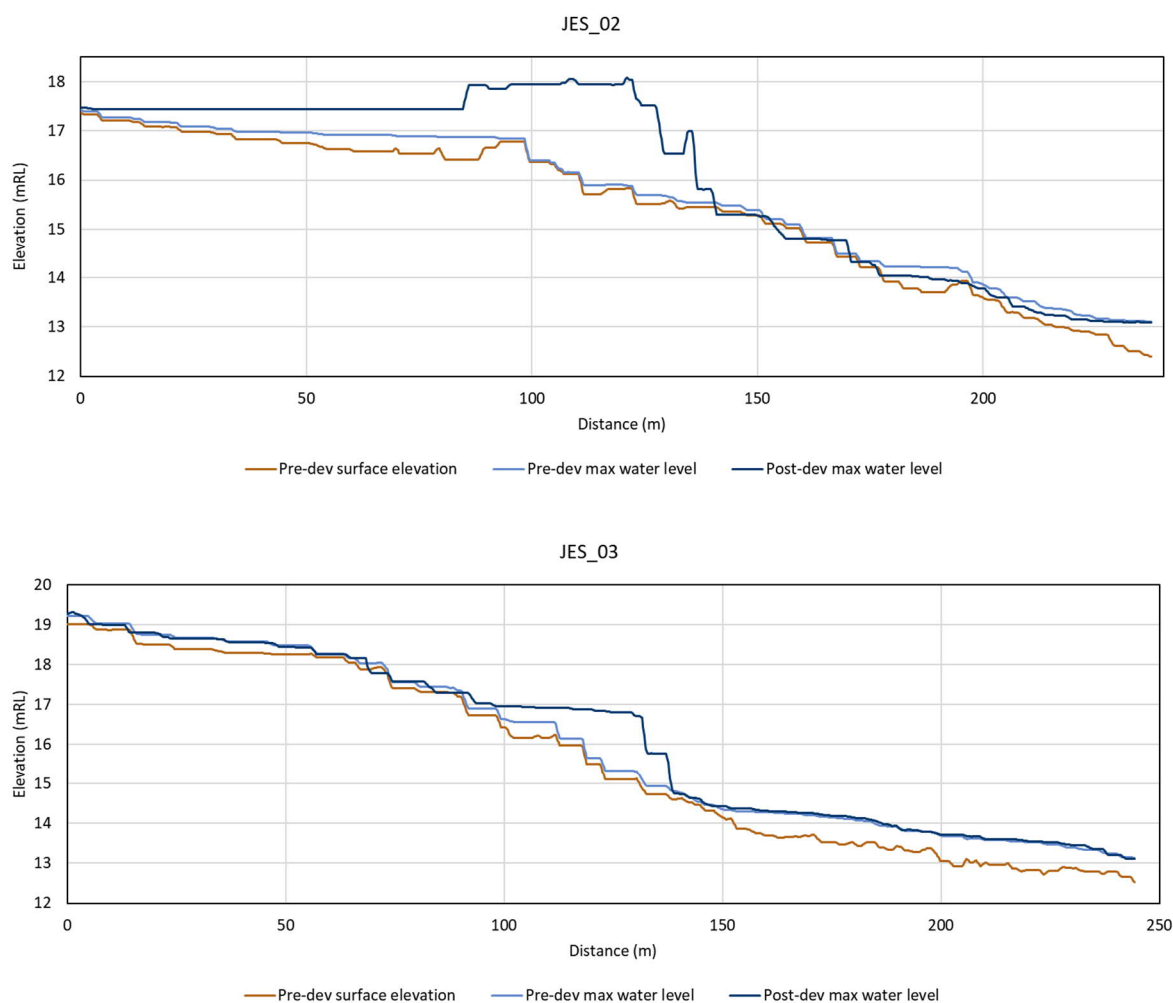 JES_02
18
17
16
15
14
13
12
Elevation (mRL)
0 50 100 150 200
Distance (m)
Pre-dev surface elevation Pre-dev max water level Post-dev max water level
JES_03
20
19
18
17
16
15
14
13
12
Elevation (mRL)
0 50 100 150 200 250
Distance (m)
Pre-dev surface elevation Pre-dev max water level Post-dev max water level